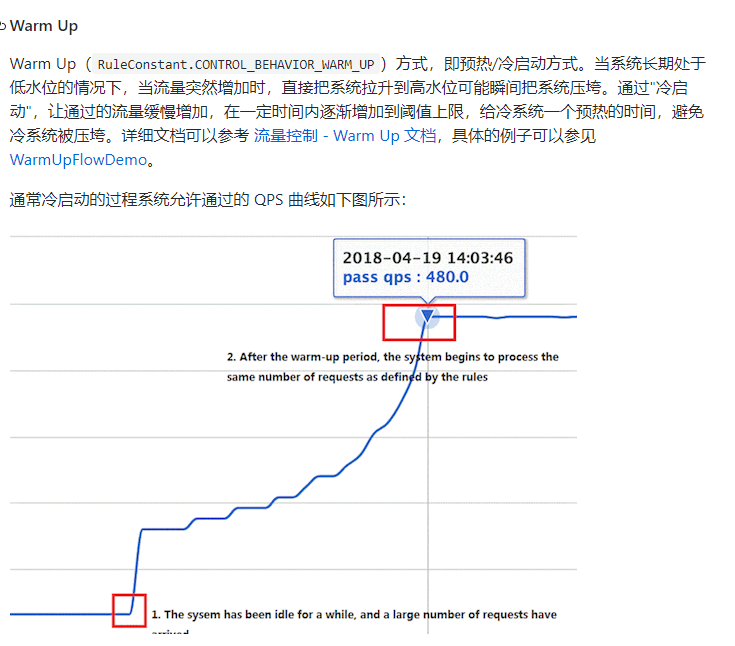 Warm Up
Warm Up（RuleConstant.CONTROL_BEHAVIOR_WARM_UP）方式，即预热/冷启动方式。当系统长期处于
低水位的情况下，当流量突然增加时，直接把系统拉升到高水位可能瞬间把系统压垮。通过"冷启
动"，让通过的流量缓慢增加，在一定时间内逐渐增加到阈值上限，给冷系统一个预热的时间，避免
冷系统被压垮。详细文档可以参考 流量控制 - Warm Up 文档，具体的例子可以参见
WarmUpFlowDemo。
通常冷启动的过程系统允许通过的 QPS 曲线如下图所示：
2018-04-19 14:03:46
pass qps : 480.0
2. After the warm-up period, the system begins to process the
same number of requests as defined by the rules
1. The sysem has been idle for a while, and a large number of requests have
arrived